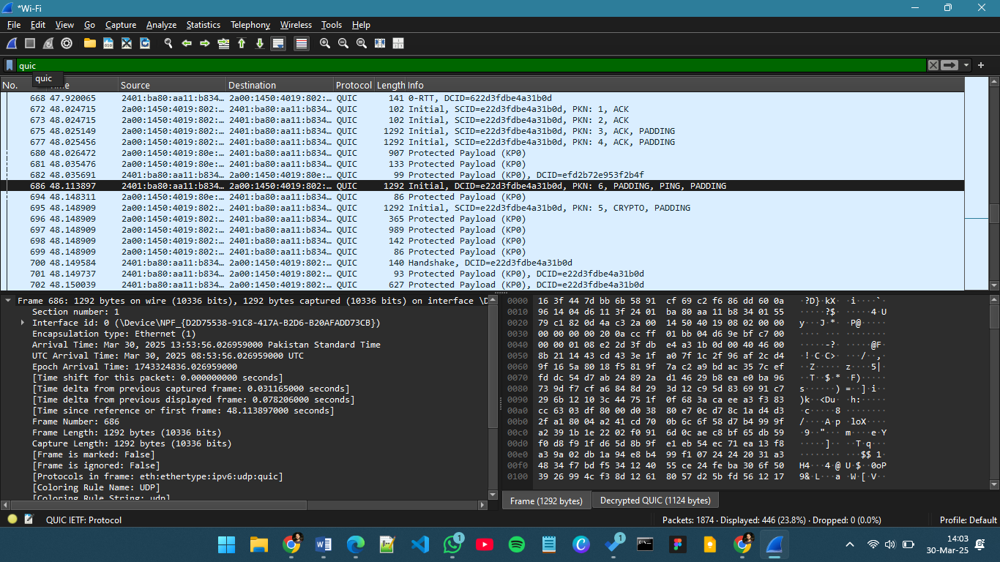 *Wi-Fi
File Edit View Go Capture Analyze Statistics Telephony Wireless Tools Help
quic
quic
No. Source Destination Protocol Length Info
668 47.920065 2401:ba80:aa11:b834… 2a00:1450:4019:802:… QUIC 141 0-RTT, DCID=622d3fdbe4a31b0d
672 48.024715 2a00:1450:4019:802:… 2401:ba80:aa11:b834… QUIC 102 Initial, SCID=e22d3fdbe4a31b0d, PKN: 1, ACK
673 48.024715 2a00:1450:4019:802:… 2401:ba80:aa11:b834… QUIC 102 Initial, SCID=e22d3fdbe4a31b0d, PKN: 2, ACK
675 48.025149 2a00:1450:4019:802:… 2401:ba80:aa11:b834… QUIC 1292 Initial, SCID=e22d3fdbe4a31b0d, PKN: 3, ACK, PADDING
677 48.025456 2a00:1450:4019:802:… 2401:ba80:aa11:b834… QUIC 1292 Initial, SCID=e22d3fdbe4a31b0d, PKN: 4, ACK, PADDING
680 48.026472 2a00:1450:4019:80e:… 2401:ba80:aa11:b834… QUIC 907 Protected Payload (KP0)
681 48.035476 2a00:1450:4019:80e:… 2401:ba80:aa11:b834… QUIC 133 Protected Payload (KP0)
682 48.035691 2401:ba80:aa11:b834… 2a00:1450:4019:80e:… QUIC 99 Protected Payload (KP0), DCID=efd2b72e953f2b4f
686 48.113897 2401:ba80:aa11:b834… 2a00:1450:4019:802:… QUIC 1292 Initial, DCID=e22d3fdbe4a31b0d, PKN: 6, PADDING, PING, PADDING
694 48.148311 2a00:1450:4019:80e:… 2401:ba80:aa11:b834… QUIC 86 Protected Payload (KP0)
695 48.148909 2a00:1450:4019:802:… 2401:ba80:aa11:b834… QUIC 1292 Initial, SCID=e22d3fdbe4a31b0d, PKN: 5, CRYPTO, PADDING
696 48.148909 2a00:1450:4019:802:… 2401:ba80:aa11:b834… QUIC 365 Protected Payload (KP0)
697 48.148909 2a00:1450:4019:802:… 2401:ba80:aa11:b834… QUIC 989 Protected Payload (KP0)
698 48.148909 2a00:1450:4019:802:… 2401:ba80:aa11:b834… QUIC 142 Protected Payload (KP0)
699 48.148909 2a00:1450:4019:802:… 2401:ba80:aa11:b834… QUIC 86 Protected Payload (KP0)
700 48.149584 2401:ba80:aa11:b834… 2a00:1450:4019:802:… QUIC 140 Handshake, DCID=e22d3fdbe4a31b0d
701 48.149737 2401:ba80:aa11:b834… 2a00:1450:4019:802:… QUIC 93 Protected Payload (KP0), DCID=e22d3fdbe4a31b0d
702 48.150039 2401:ba80:aa11:b834… 2a00:1450:4019:802:… QUIC 627 Protected Payload (KP0), DCID=e22d3fdbe4a31b0d
Frame 686: 1292 bytes on wire (10336 bits), 1292 bytes captured (10336 bits) on interface \D
Section number: 1
Interface id: 0 (\Device\NPF_{D2D75538-91C8-417A-B2D6-B20AFADD73CB})
Encapsulation type: Ethernet (1)
Arrival Time: Mar 30, 2025 13:53:56.026959000 Pakistan Standard Time
UTC Arrival Time: Mar 30, 2025 08:53:56.026959000 UTC
Epoch Arrival Time: 1743324836.026959000
[Time shift for this packet: 0.000000000 seconds]
[Time delta from previous captured frame: 0.031165000 seconds]
[Time delta from previous displayed frame: 0.078206000 seconds]
[Time since reference or first frame: 48.113897000 seconds]
Frame Number: 686
Frame Length: 1292 bytes (10336 bits)
Capture Length: 1292 bytes (10336 bits)
[Frame is marked: False]
[Frame is ignored: False]
[Protocols in frame: eth:ethertype:ipv6:udp:quic]
[Coloring Rule Name: UDP]
[Coloring Rule String: udp]
0000 16 3f 44 7d bb 6b 58 91 cf 69 c2 f6 86 dd 60 0a
0010 96 14 04 d6 11 3f 24 01 ba 80 aa 11 b8 34 01 55
0020 79 c1 82 0d 4a c3 2a 00 14 50 40 19 08 02 00 00
0030 00 00 00 00 20 0a cc ff 01 bb 04 d6 9e bf c7 00
0040 00 00 01 08 e2 2d 3f db e4 a3 1b 0d 00 40 46 00
0050 8b 21 14 43 cd 43 3e 1f a0 7f 1c 2f 96 af 2c d4
0060 9f 16 5a 80 18 f5 81 9f 7a c2 a9 bd ac 35 7c ef
0070 fd dc 54 d7 ab 24 89 2a d1 46 29 b8 ea e0 ba 96
0080 73 9d f7 cf a6 84 8d 29 3d 12 c9 5d 83 69 91 c7
0090 29 6b 12 10 3c 44 75 1f 0f 68 3a ca ee a3 f3 83
00a0 cc 63 03 df 80 00 d0 38 80 e7 0c d7 8c 1a d4 d3
00b0 2f a1 80 04 a2 41 cd 70 0b 6c 6f 58 d7 b4 99 9f
00c0 a2 39 1b 1e 22 02 f0 91 6d 0c ae c8 bf 65 db 59
00d0 f0 d8 f9 1f d6 5d 8b 9f e1 eb 54 ec 71 ea 13 f8
00e0 a3 9a 02 db 1a 94 e8 b4 99 f1 07 24 24 20 31 a3
00f0 48 34 f7 bd f5 34 12 40 55 ce 24 fe ba 30 6f 50
0100 39 26 99 4c f3 8d 12 61 80 57 d2 5b fd 56 12 17
Frame (1292 bytes) Decrypted QUIC (1124 bytes)
QUIC IETF: Protocol Packets: 1874 · Displayed: 446 (23.8%) · Dropped: 0 (0.0%) Profile: Default
1
1
14:03
30-Mar-25